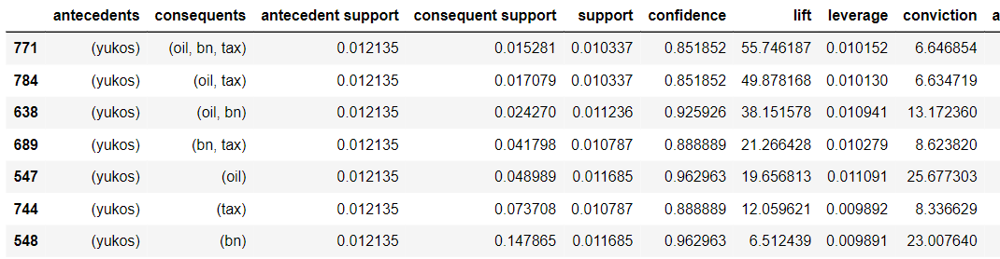 antecedents consequents antecedent support consequent support support confidence lift leverage conviction a
771 (yukos) (oil, bn, tax) 0.012135 0.015281 0.010337 0.851852 55.746187 0.010152 6.646854
784 (yukos) (oil, tax) 0.012135 0.017079 0.010337 0.851852 49.878168 0.010130 6.634719
638 (yukos) (oil, bn) 0.012135 0.024270 0.011236 0.925926 38.151578 0.010941 13.172360
689 (yukos) (bn, tax) 0.012135 0.041798 0.010787 0.888889 21.266428 0.010279 8.623820
547 (yukos) (oil) 0.012135 0.048989 0.011685 0.962963 19.656813 0.011091 25.677303
744 (yukos) (tax) 0.012135 0.073708 0.010787 0.888889 12.059621 0.009892 8.336629
548 (yukos) (bn) 0.012135 0.147865 0.011685 0.962963 6.512439 0.009891 23.007640